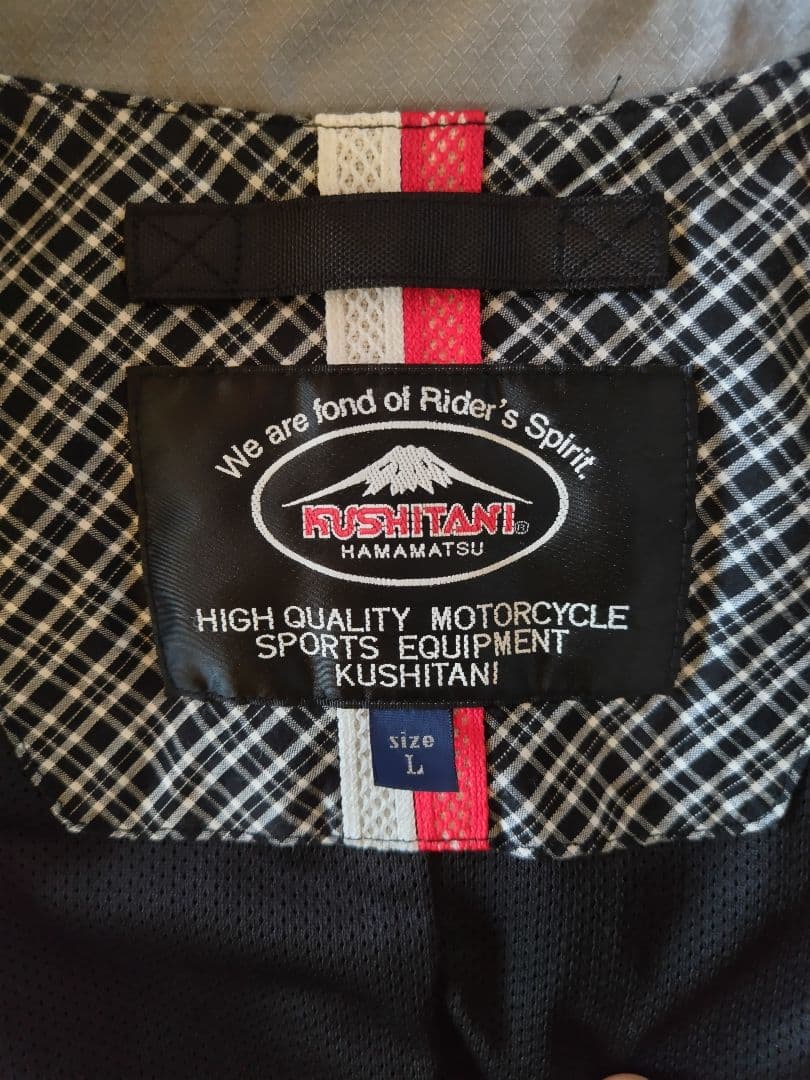 We are fond of Rider's Spirit.
KUSHITANI®
HAMAMATSU
HIGH QUALITY MOTORCYCLE
SPORTS EQUIPMENT
KUSHITANI
size
L